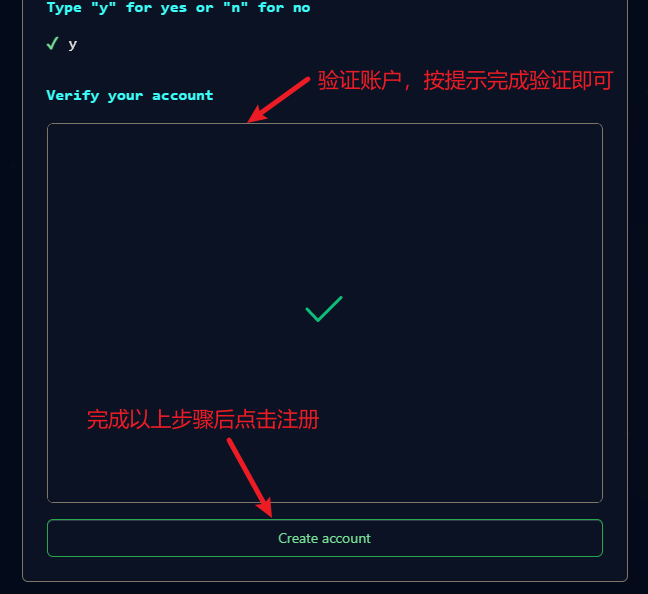 Type "y" for yes or "n" for no
✓ y
验证账户，按提示完成验证即可
Verify your account
完成以上步骤后点击注册
Create account